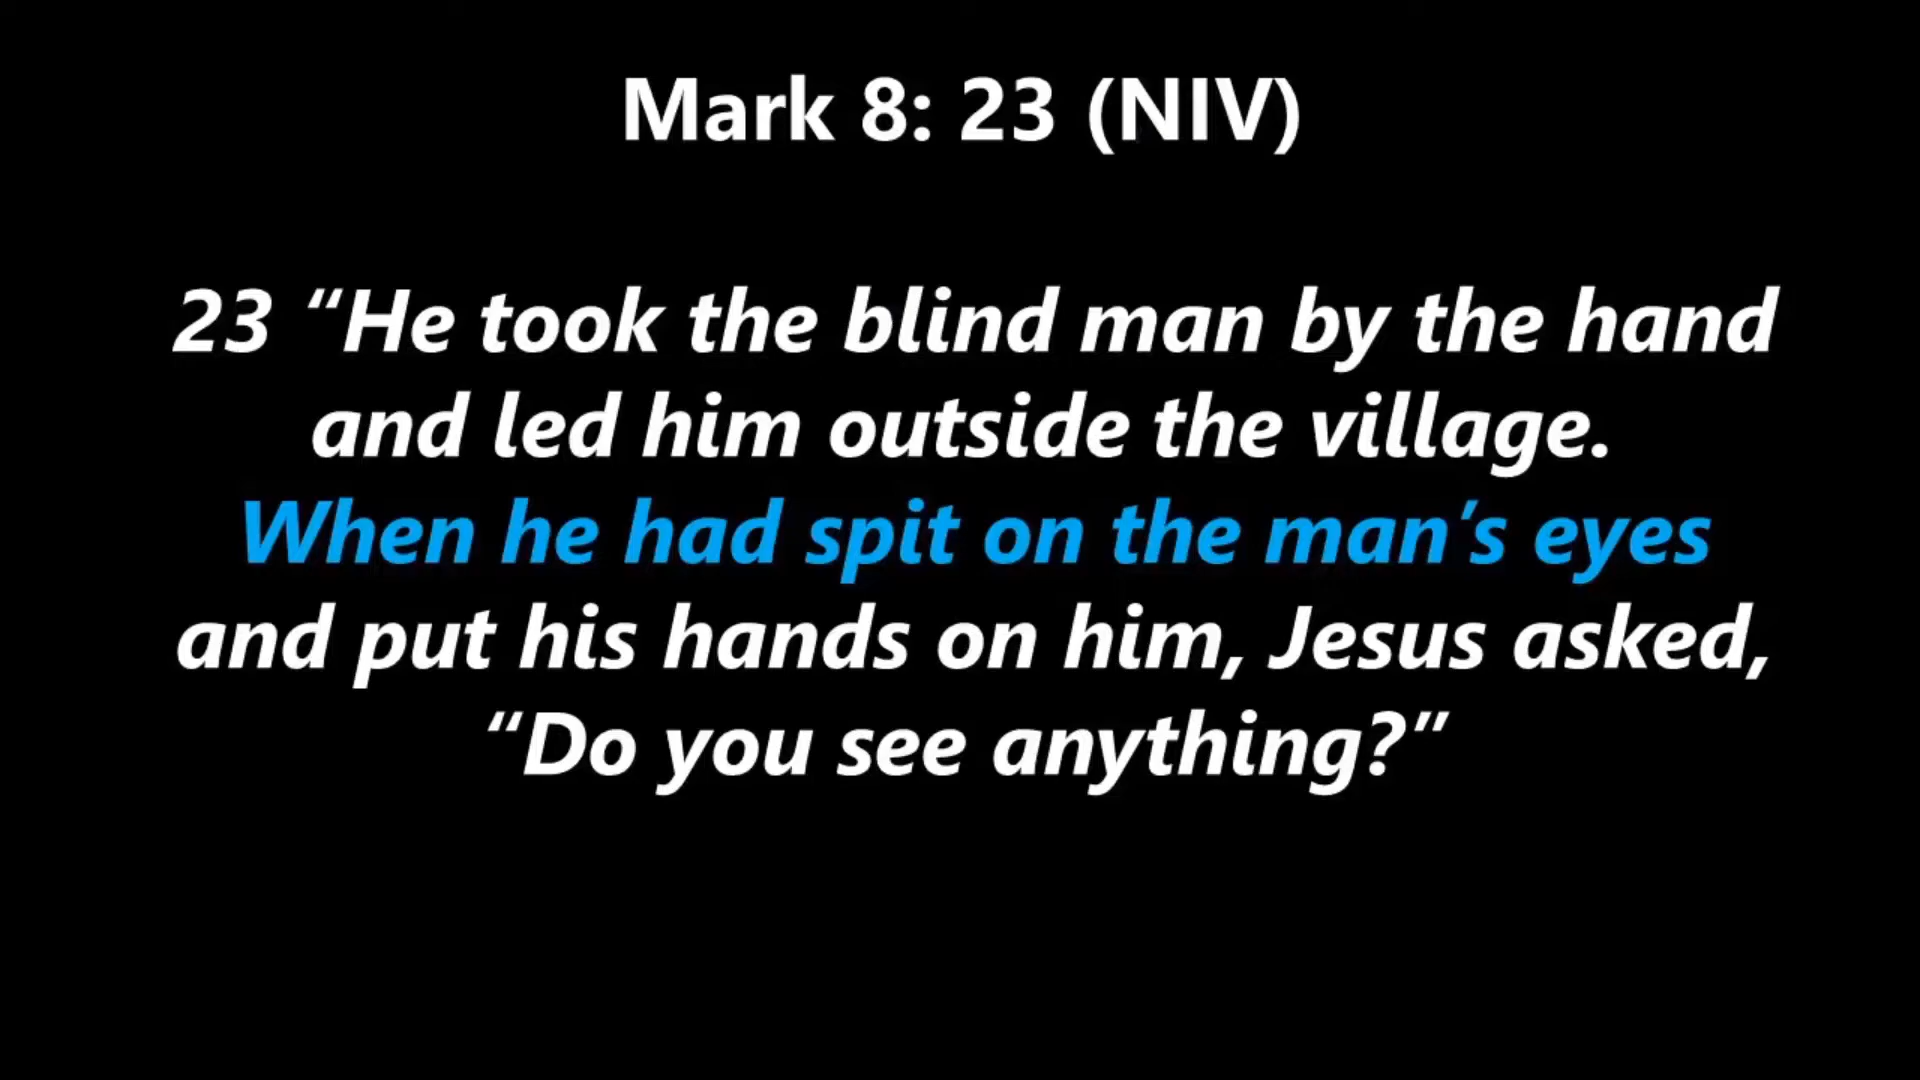 Mark 8: 23 (NIV)
23 “He took the blind man by the hand
and led him outside the village.
When he had spit on the man’s eyes
and put his hands on him, Jesus asked,
“Do you see anything?”